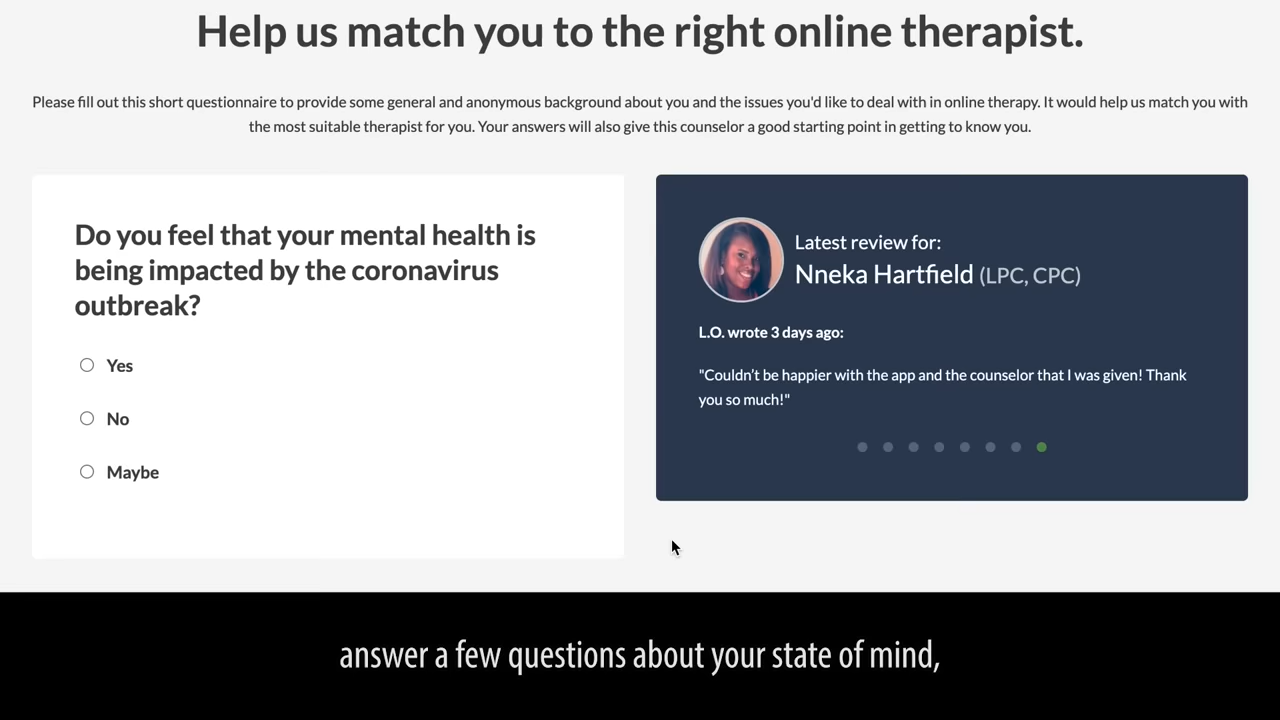 Help us match you to the right online therapist.
Please fill out this short questionnaire to provide some general and anonymous background about you and the issues you'd like to deal with in online therapy. It would help us match you with
the most suitable therapist for you. Your answers will also give this counselor a good starting point in getting to know you.
Do you feel that your mental health is
being impacted by the coronavirus
outbreak?
Yes
No
Maybe
Latest review for:
Nneka Hartfield (LPC, CPC)
L.O. wrote 3 days ago:
"Couldn't be happier with the app and the counselor that I was given! Thank
you so much!"
answer a few questions about your state of mind,